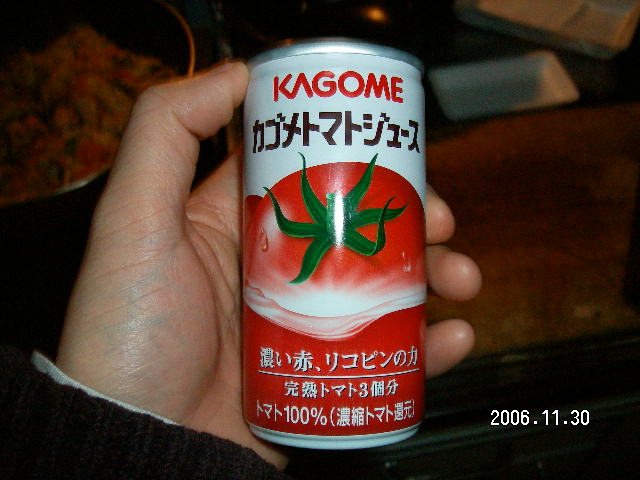 KAGOME
カゴメトマトジュース
濃い赤、リコピンの力
完熟トマト3個分
トマト100%(濃縮トマト還元)
2006.11.30